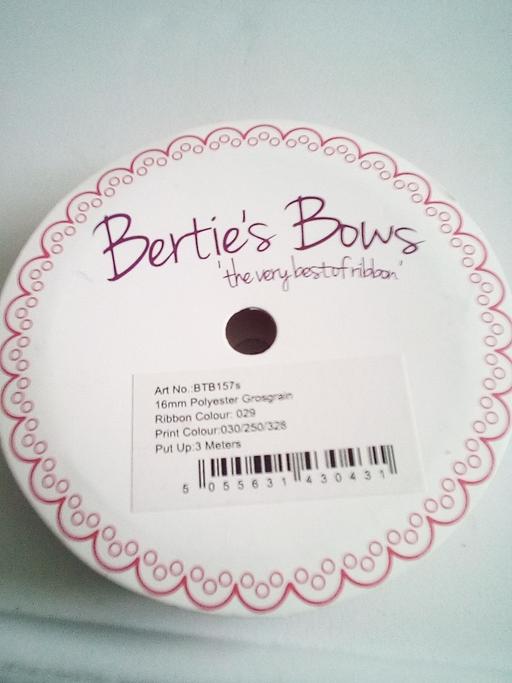 Bertie's Bows
'the very best of ribbon'
Art No.:BTB157s
16mm Polyester Grosgrain
Ribbon Colour: 029
Print Colour:030/250/328
Put Up:3 Meters
5 055631 430431